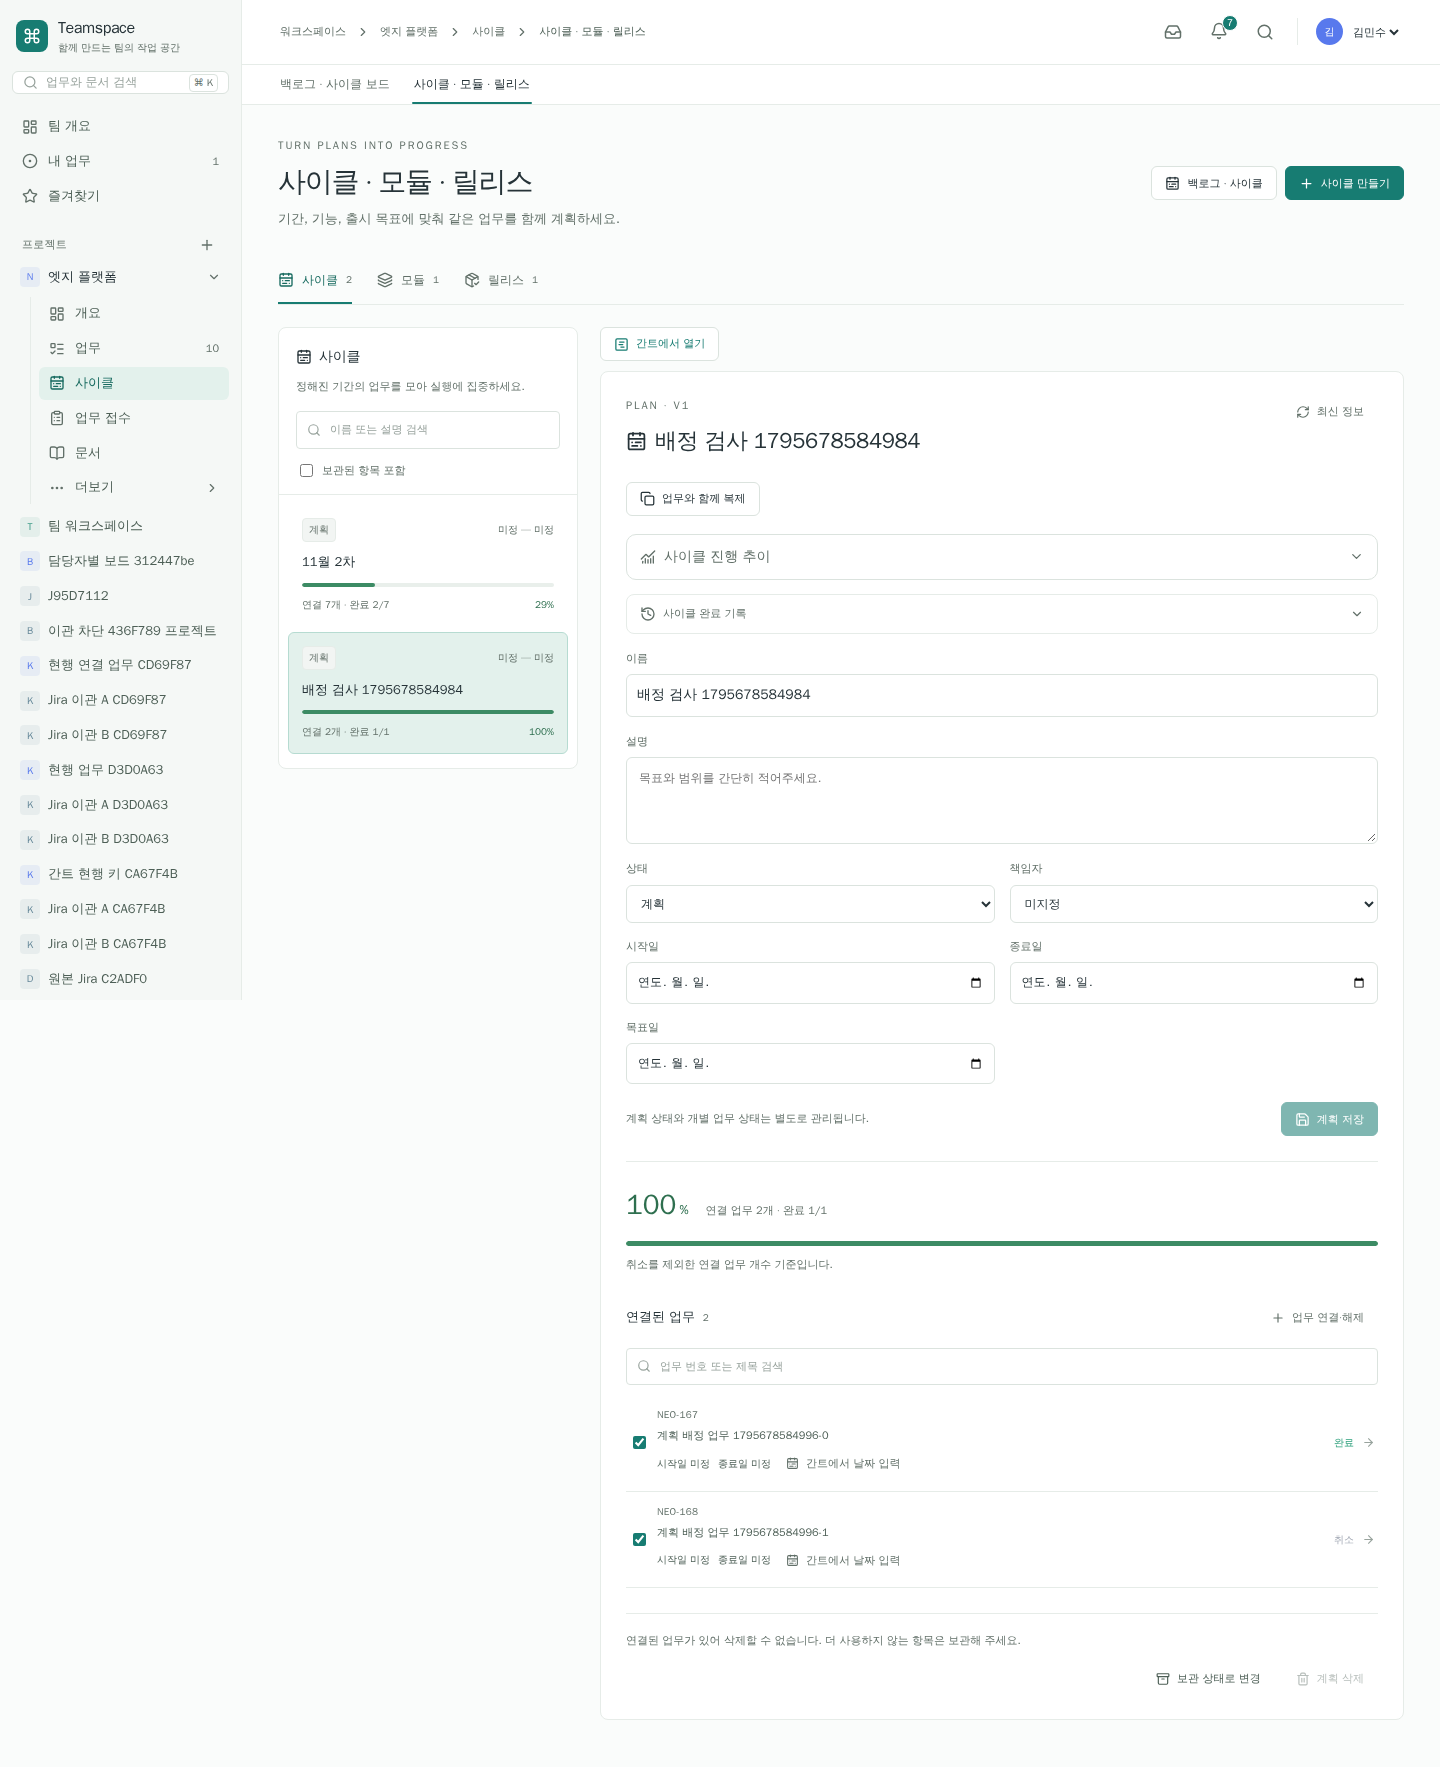 Teamspace
함께 만드는 팀의 작업 공간
업무와 문서 검색 ⌘ K
팀 개요
내 업무 1
즐겨찾기
프로젝트
N 엣지 플랫폼
개요
업무 10
사이클
업무 접수
문서
더보기
T 팀 워크스페이스
B 담당자별 보드 312447be
J J95D7112
B 이관 차단 436F789 프로젝트
K 현행 연결 업무 CD69F87
K Jira 이관 A CD69F87
K Jira 이관 B CD69F87
K 현행 업무 D3D0A63
K Jira 이관 A D3D0A63
K Jira 이관 B D3D0A63
K 간트 현행 키 CA67F4B
K Jira 이관 A CA67F4B
K Jira 이관 B CA67F4B
D 원본 Jira C2ADF0
워크스페이스 엣지 플랫폼 사이클 사이클 · 모듈 · 릴리스
7
김 김민수
백로그 · 사이클 보드 사이클 · 모듈 · 릴리스
TURN PLANS INTO PROGRESS
사이클 · 모듈 · 릴리스
기간, 기능, 출시 목표에 맞춰 같은 업무를 함께 계획하세요.
백로그 · 사이클
사이클 만들기
사이클 2 모듈 1 릴리스 1
사이클
정해진 기간의 업무를 모아 실행에 집중하세요.
이름 또는 설명 검색
보관된 항목 포함
계획 미정 — 미정
11월 2차
연결 7개 · 완료 2/7 29%
계획 미정 — 미정
배정 검사 1795678584984
연결 2개 · 완료 1/1 100%
간트에서 열기
PLAN · V1
최신 정보
배정 검사 1795678584984
업무와 함께 복제
사이클 진행 추이
사이클 완료 기록
이름
배정 검사 1795678584984
설명
목표와 범위를 간단히 적어주세요.
상태 책임자
계획 미지정
시작일 종료일
연도. 월. 일. 연도. 월. 일.
목표일
연도. 월. 일.
계획 상태와 개별 업무 상태는 별도로 관리됩니다.
계획 저장
100 % 연결 업무 2개 · 완료 1/1
취소를 제외한 연결 업무 개수 기준입니다.
연결된 업무 2
업무 연결·해제
업무 번호 또는 제목 검색
NEO-167
계획 배정 업무 1795678584996-0
시작일 미정 종료일 미정 간트에서 날짜 입력
완료
NEO-168
계획 배정 업무 1795678584996-1
시작일 미정 종료일 미정 간트에서 날짜 입력
취소
연결된 업무가 있어 삭제할 수 없습니다. 더 사용하지 않는 항목은 보관해 주세요.
보관 상태로 변경 계획 삭제